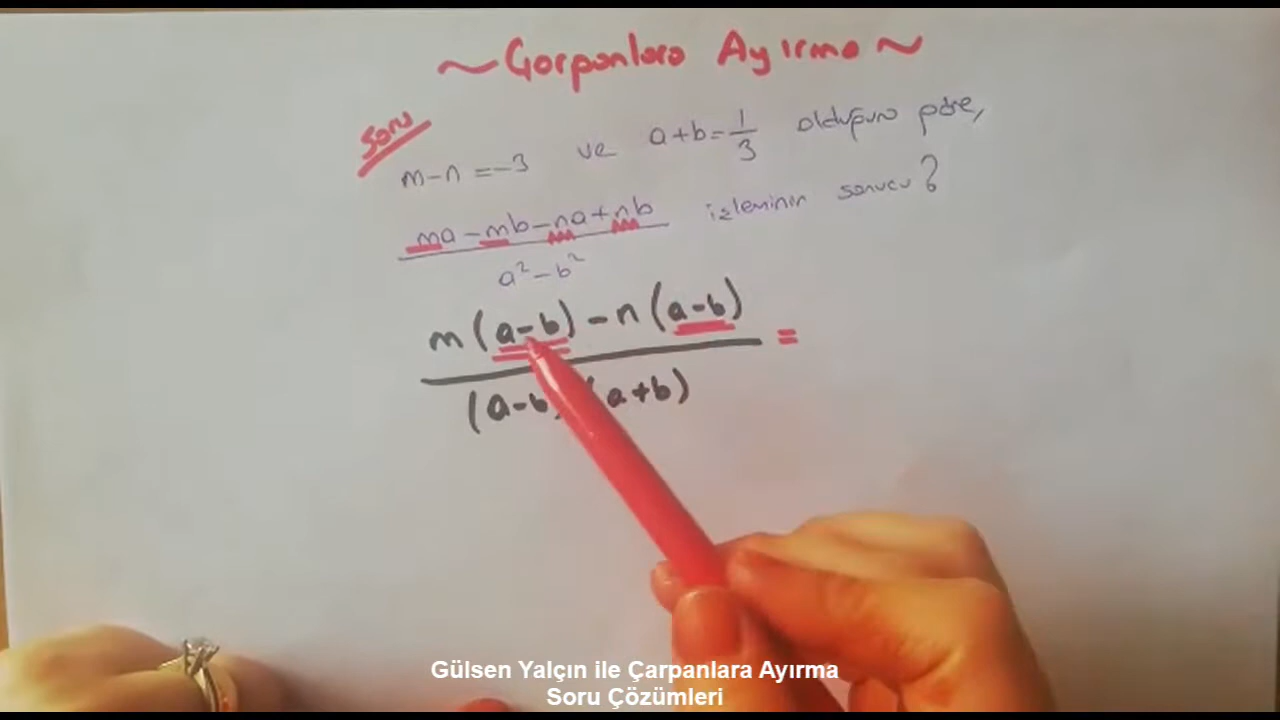 ~ Çarpanlara Ayırma ~
Soru
m-n=-3 ve a+b=1/3 olduğuna göre,
ma-mb-na+nb / a²-b² işleminin sonucu?
m(a-b)-n(a-b) / (a-b)(a+b) =
Gülsen Yalçın ile Çarpanlara Ayırma
Soru Çözümleri